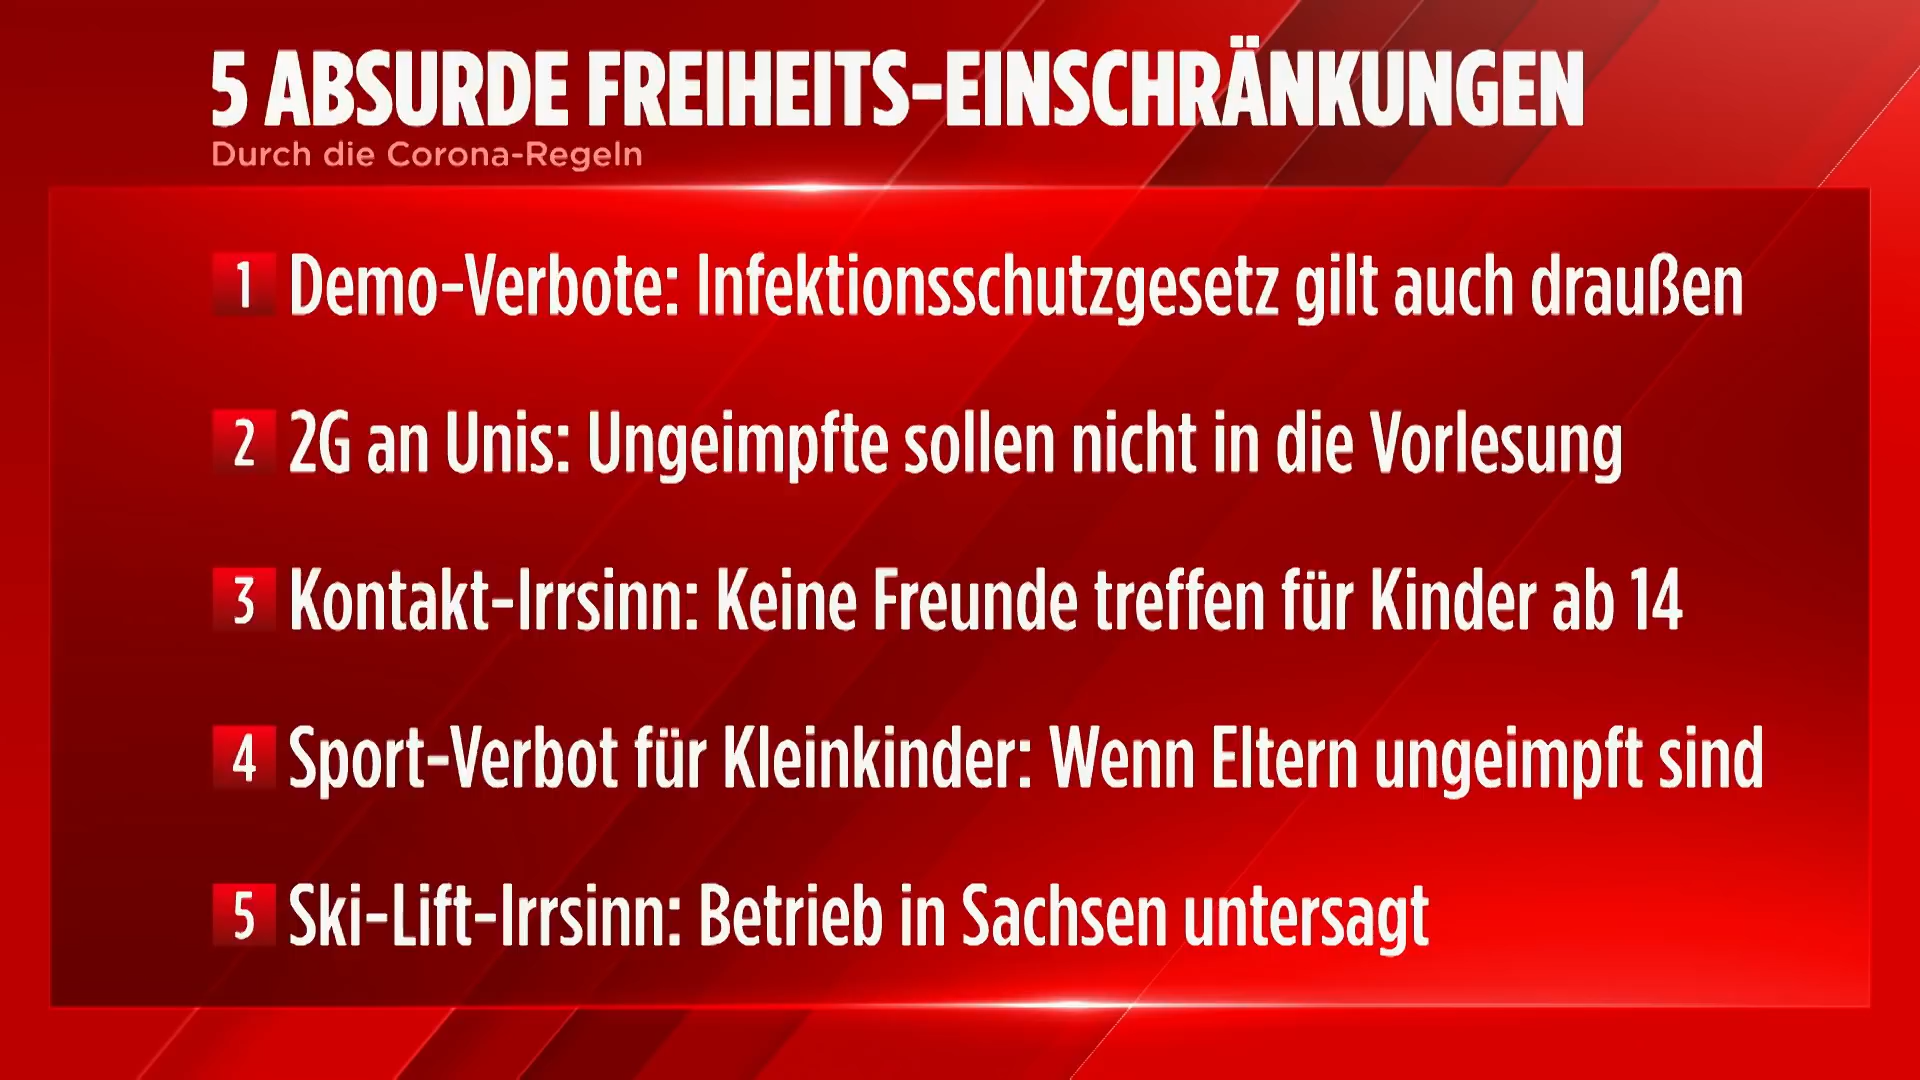 5 ABSURDE FREIHEITS-EINSCHRÄNKUNGEN
Durch die Corona-Regeln
1 Demo-Verbote: Infektionsschutzgesetz gilt auch draußen
2 2G an Unis: Ungeimpfte sollen nicht in die Vorlesung
3 Kontakt-Irrsinn: Keine Freunde treffen für Kinder ab 14
4 Sport-Verbot für Kleinkinder: Wenn Eltern ungeimpft sind
5 Ski-Lift-Irrsinn: Betrieb in Sachsen untersagt